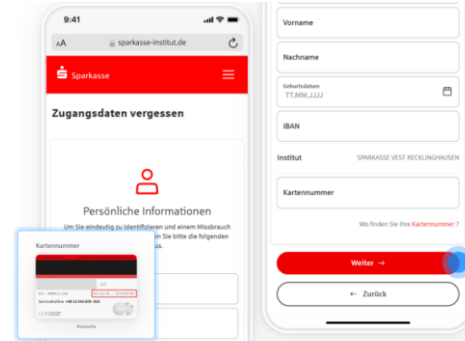 9:41
AA
sparkasse-institut.de
Sparkasse
Zugangsdaten vergessen
Persönliche Informationen
Um Sie eindeutig zu identifizieren und einem Missbrauch
n Sie bitte die folgenden
us.
Kartennummer
Rückseite
Vorname
Nachname
Geburtsdatum
TT.MM.JJJJ
IBAN
Institut
SPARKASSE VEST RECKLINGHAUSEN
Kartennummer
Wo finden Sie Ihre Kartennummer ?
Weiter →
← Zurück